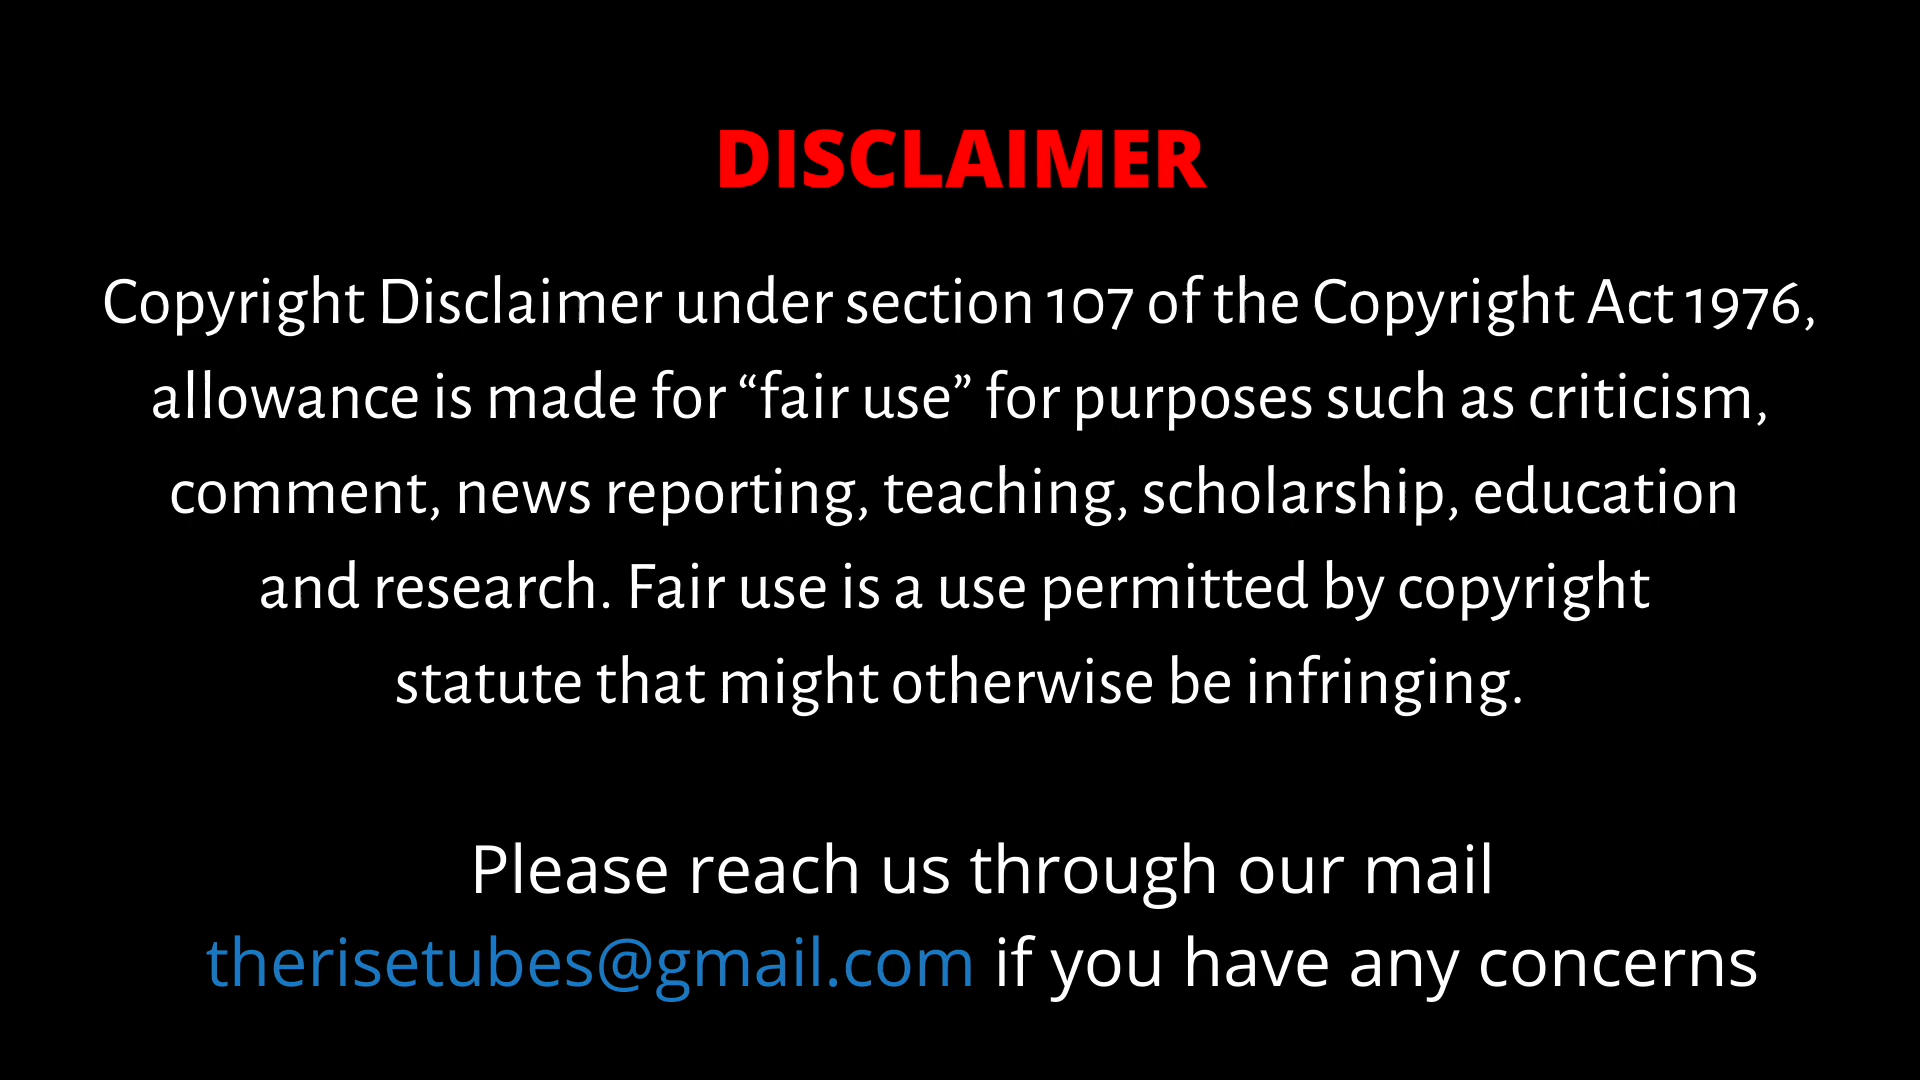 DISCLAIMER
Copyright Disclaimer under section 107 of the Copyright Act 1976,
allowance is made for “fair use” for purposes such as criticism,
comment, news reporting, teaching, scholarship, education
and research. Fair use is a use permitted by copyright
statute that might otherwise be infringing.
Please reach us through our mail
therisetubes@gmail.com if you have any concerns